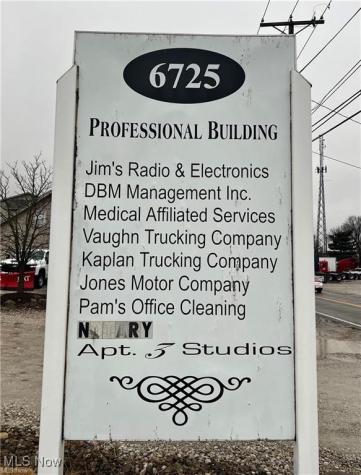 6725
PROFESSIONAL BUILDING
Jim's Radio & Electronics
DBM Management Inc.
Medical Affiliated Services
Vaughn Trucking Company
Kaplan Trucking Company
Jones Motor Company
Pam's Office Cleaning
Apt. 3 Studios
MLS Now